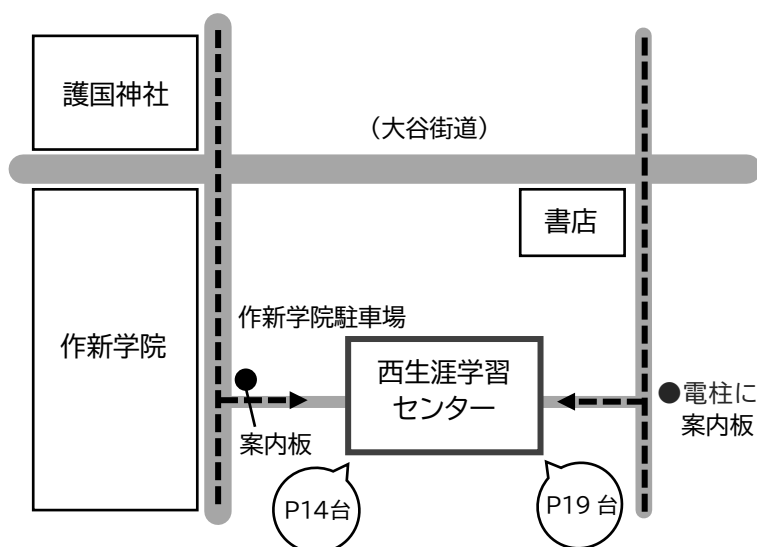 護国神社
（大谷街道）
書店
作新学院駐車場
作新学院
西生涯学習
センター
●電柱に
案内板
案内板
P14台
P19 台